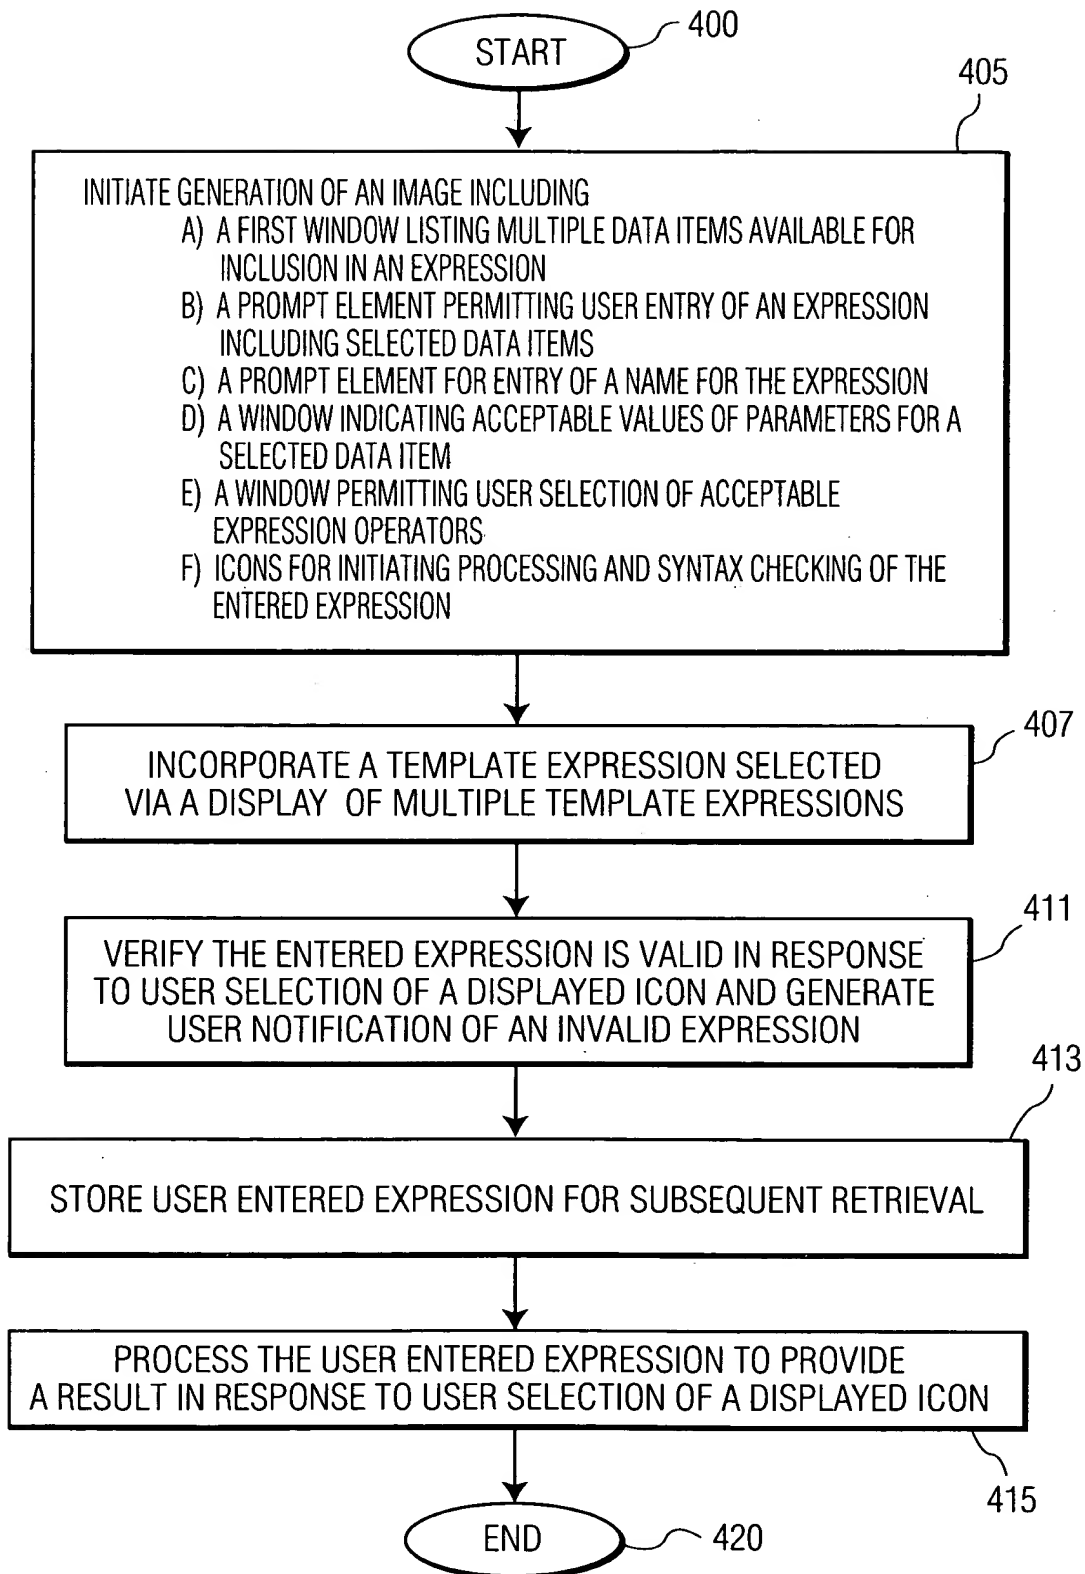 START
400
405
INITIATE GENERATION OF AN IMAGE INCLUDING
A) A FIRST WINDOW LISTING MULTIPLE DATA ITEMS AVAILABLE FOR
INCLUSION IN AN EXPRESSION
B) A PROMPT ELEMENT PERMITTING USER ENTRY OF AN EXPRESSION
INCLUDING SELECTED DATA ITEMS
C) A PROMPT ELEMENT FOR ENTRY OF A NAME FOR THE EXPRESSION
D) A WINDOW INDICATING ACCEPTABLE VALUES OF PARAMETERS FOR A
SELECTED DATA ITEM
E) A WINDOW PERMITTING USER SELECTION OF ACCEPTABLE
EXPRESSION OPERATORS
F) ICONS FOR INITIATING PROCESSING AND SYNTAX CHECKING OF THE
ENTERED EXPRESSION
407
INCORPORATE A TEMPLATE EXPRESSION SELECTED
VIA A DISPLAY OF MULTIPLE TEMPLATE EXPRESSIONS
411
VERIFY THE ENTERED EXPRESSION IS VALID IN RESPONSE
TO USER SELECTION OF A DISPLAYED ICON AND GENERATE
USER NOTIFICATION OF AN INVALID EXPRESSION
413
STORE USER ENTERED EXPRESSION FOR SUBSEQUENT RETRIEVAL
PROCESS THE USER ENTERED EXPRESSION TO PROVIDE
A RESULT IN RESPONSE TO USER SELECTION OF A DISPLAYED ICON
415
END
420